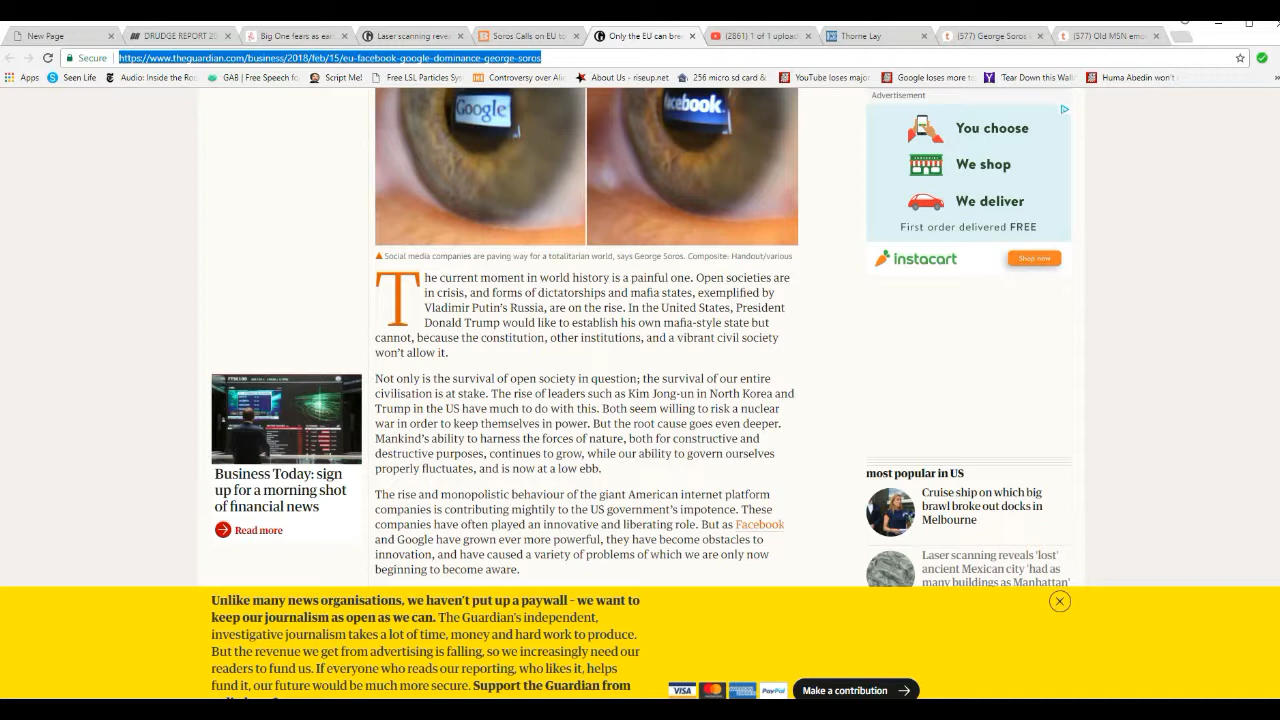 New Page
DRUDGE REPORT 20
Big One fears as ear
Laser scanning revea
Soros Calls on EU to
Only the EU can bre
(2861) 1 of 1 upload
Thorne Lay
(577) George Soros
(577) Old MSN emo
Secure
https://www.theguardian.com/business/2018/feb/15/eu-facebook-google-dominance-george-soros
Apps
Seen Life
Audio: Inside the Ro
GAB | Free Speech fo
Script Me!
Free LSL Particles Sys
Controversy over Ali
About Us - riseup.net
256 micro sd card &
YouTube loses major
Google loses more to
Tear Down this Wall
Huma Abedin won't
Google
facebook.
Social media companies are paving way for a totalitarian world, says George Soros. Composite: Handout/various
The current moment in world history is a painful one. Open societies are
in crisis, and forms of dictatorships and mafia states, exemplified by
Vladimir Putin's Russia, are on the rise. In the United States, President
Donald Trump would like to establish his own mafia-style state but
cannot, because the constitution, other institutions, and a vibrant civil society
won't allow it.
Not only is the survival of open society in question; the survival of our entire
civilisation is at stake. The rise of leaders such as Kim Jong-un in North Korea and
Trump in the US have much to do with this. Both seem willing to risk a nuclear
war in order to keep themselves in power. But the root cause goes even deeper.
Mankind's ability to harness the forces of nature, both for constructive and
destructive purposes, continues to grow, while our ability to govern ourselves
properly fluctuates, and is now at a low ebb.
The rise and monopolistic behaviour of the giant American internet platform
companies is contributing mightily to the US government's impotence. These
companies have often played an innovative and liberating role. But as Facebook
and Google have grown ever more powerful, they have become obstacles to
innovation, and have caused a variety of problems of which we are only now
beginning to become aware.
Business Today: sign
up for a morning shot
of financial news
Read more
Advertisement
You choose
We shop
We deliver
First order delivered FREE
instacart
Shop now
most popular in US
Cruise ship on which big
brawl broke out docks in
Melbourne
Laser scanning reveals 'lost'
ancient Mexican city 'had as
many buildings as Manhattan'
Unlike many news organisations, we haven't put up a paywall – we want to
keep our journalism as open as we can. The Guardian's independent,
investigative journalism takes a lot of time, money and hard work to produce.
But the revenue we get from advertising is falling, so we increasingly need our
readers to fund us. If everyone who reads our reporting, who likes it, helps
fund it, our future would be much more secure. Support the Guardian from
VISA
PayPal
Make a contribution